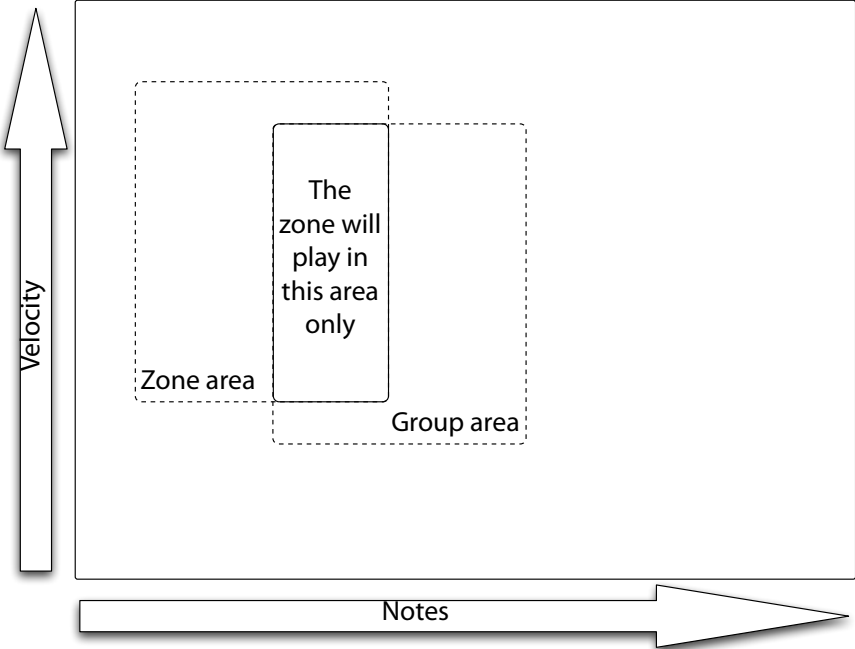 The
zone will
play in
this area
only
Velocity
Zone area
Group area
Notes